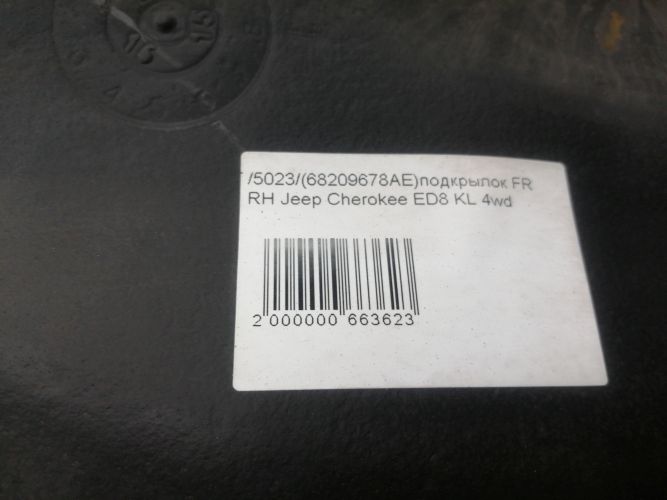 /5023/(68209678AE)подкрылок FR
RH Jeep Cherokee ED8 KL 4wd
2 000000 663623